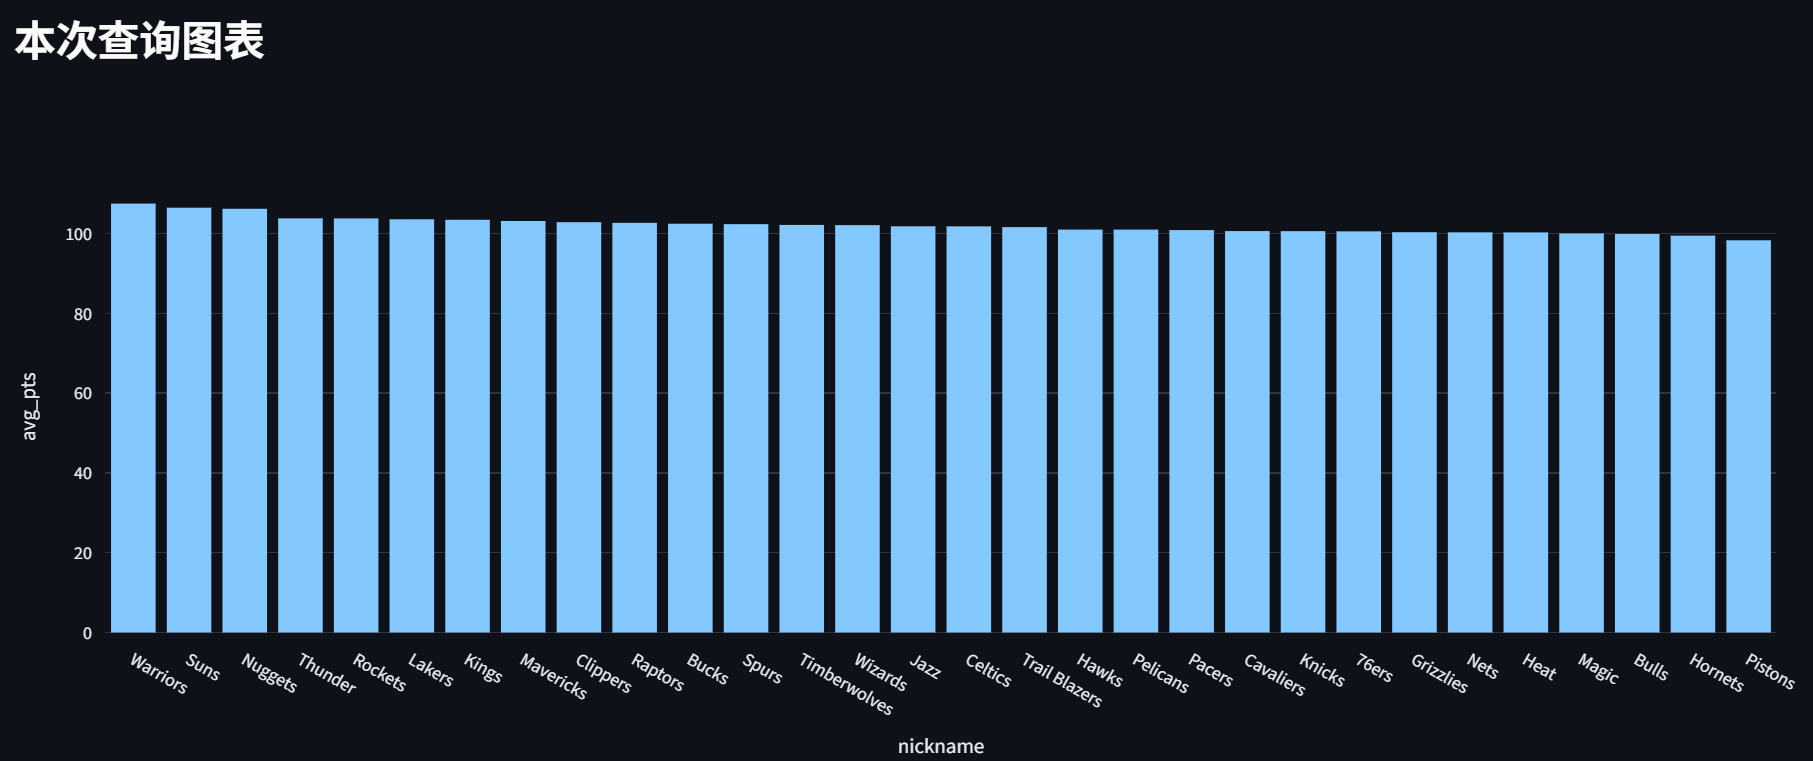 本次查询图表
avg_pts
100
80
60
40
20
0
Warriors
Suns
Nuggets
Thunder
Rockets
Lakers
Kings
Mavericks
Clippers
Raptors
Bucks
Spurs
Timberwolves
Wizards
Jazz
Celtics
Trail Blazers
Hawks
Pelicans
Pacers
Cavaliers
Knicks
76ers
Grizzlies
Nets
Heat
Magic
Bulls
Hornets
Pistons
nickname